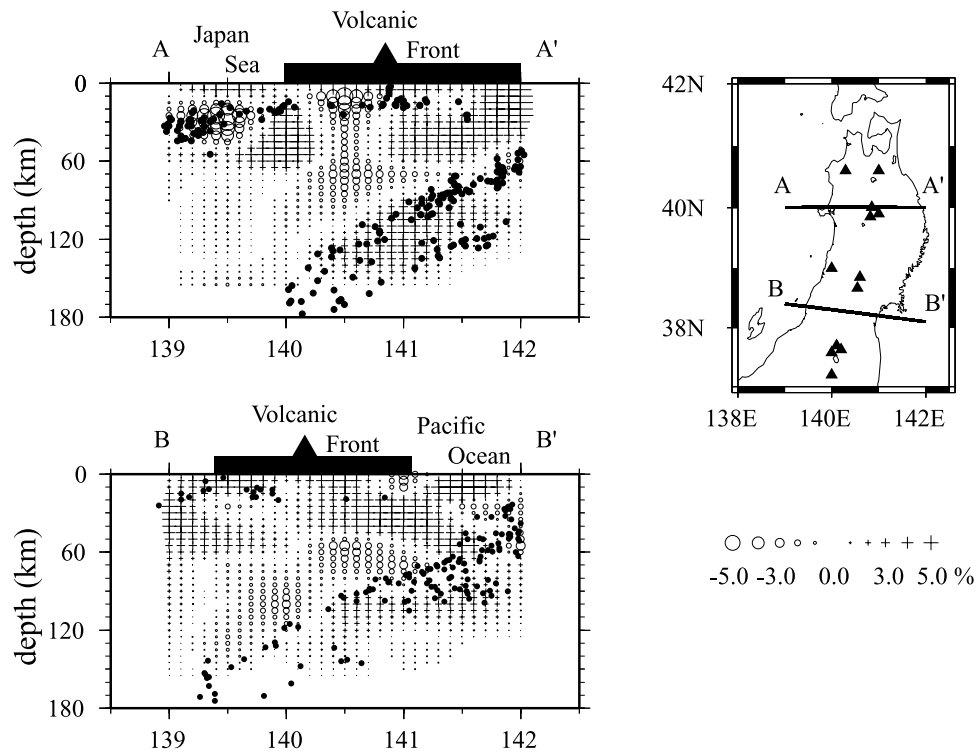 Volcanic
A Japan Front A'
Sea
0
60
120
180
depth (km)
139 140 141 142
Volcanic
Pacific
B Front B'
Ocean
0
60
120
180
depth (km)
139 140 141 142
42N
A A'
40N
B B'
38N
138E 140E 142E
-5.0 -3.0 0.0 3.0 5.0 %